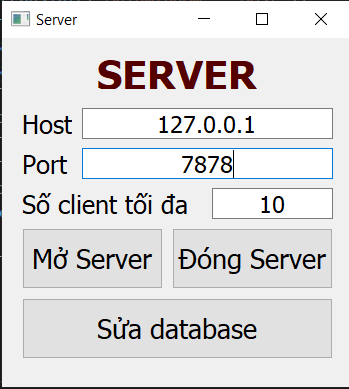 Server
SERVER
Host 127.0.0.1
Port 7878
Số client tối đa 10
Mở Server Đóng Server
Sửa database